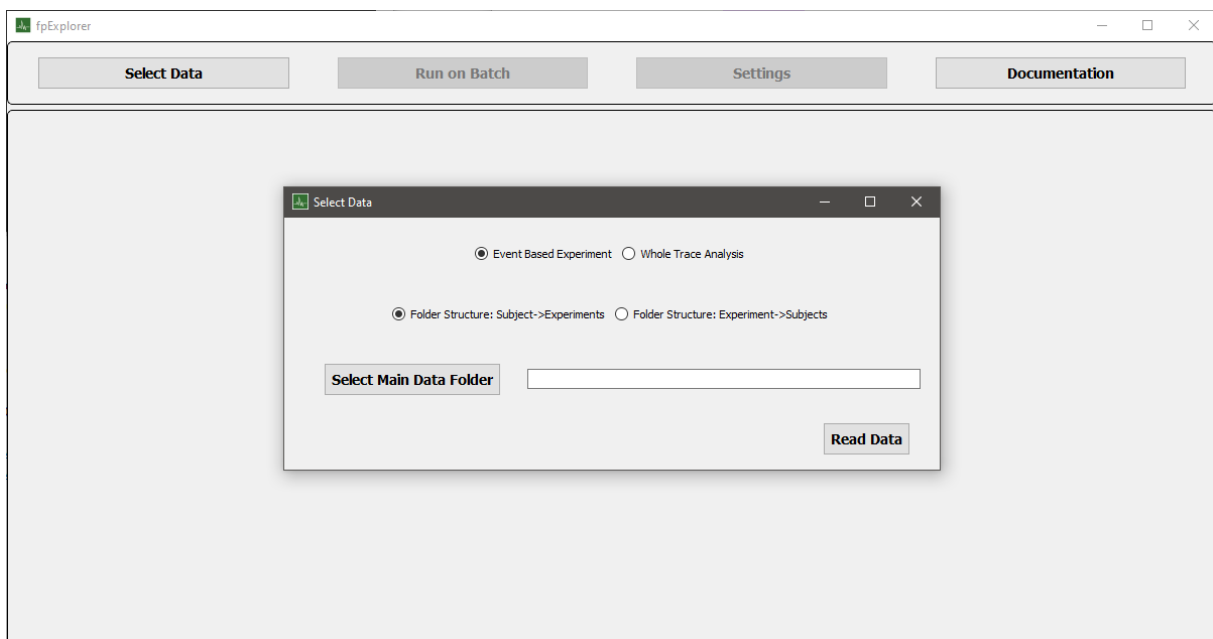 fpExplorer
Select Data Run on Batch Settings Documentation
Select Data
Event Based Experiment Whole Trace Analysis
Folder Structure: Subject->Experiments Folder Structure: Experiment->Subjects
Select Main Data Folder
Read Data